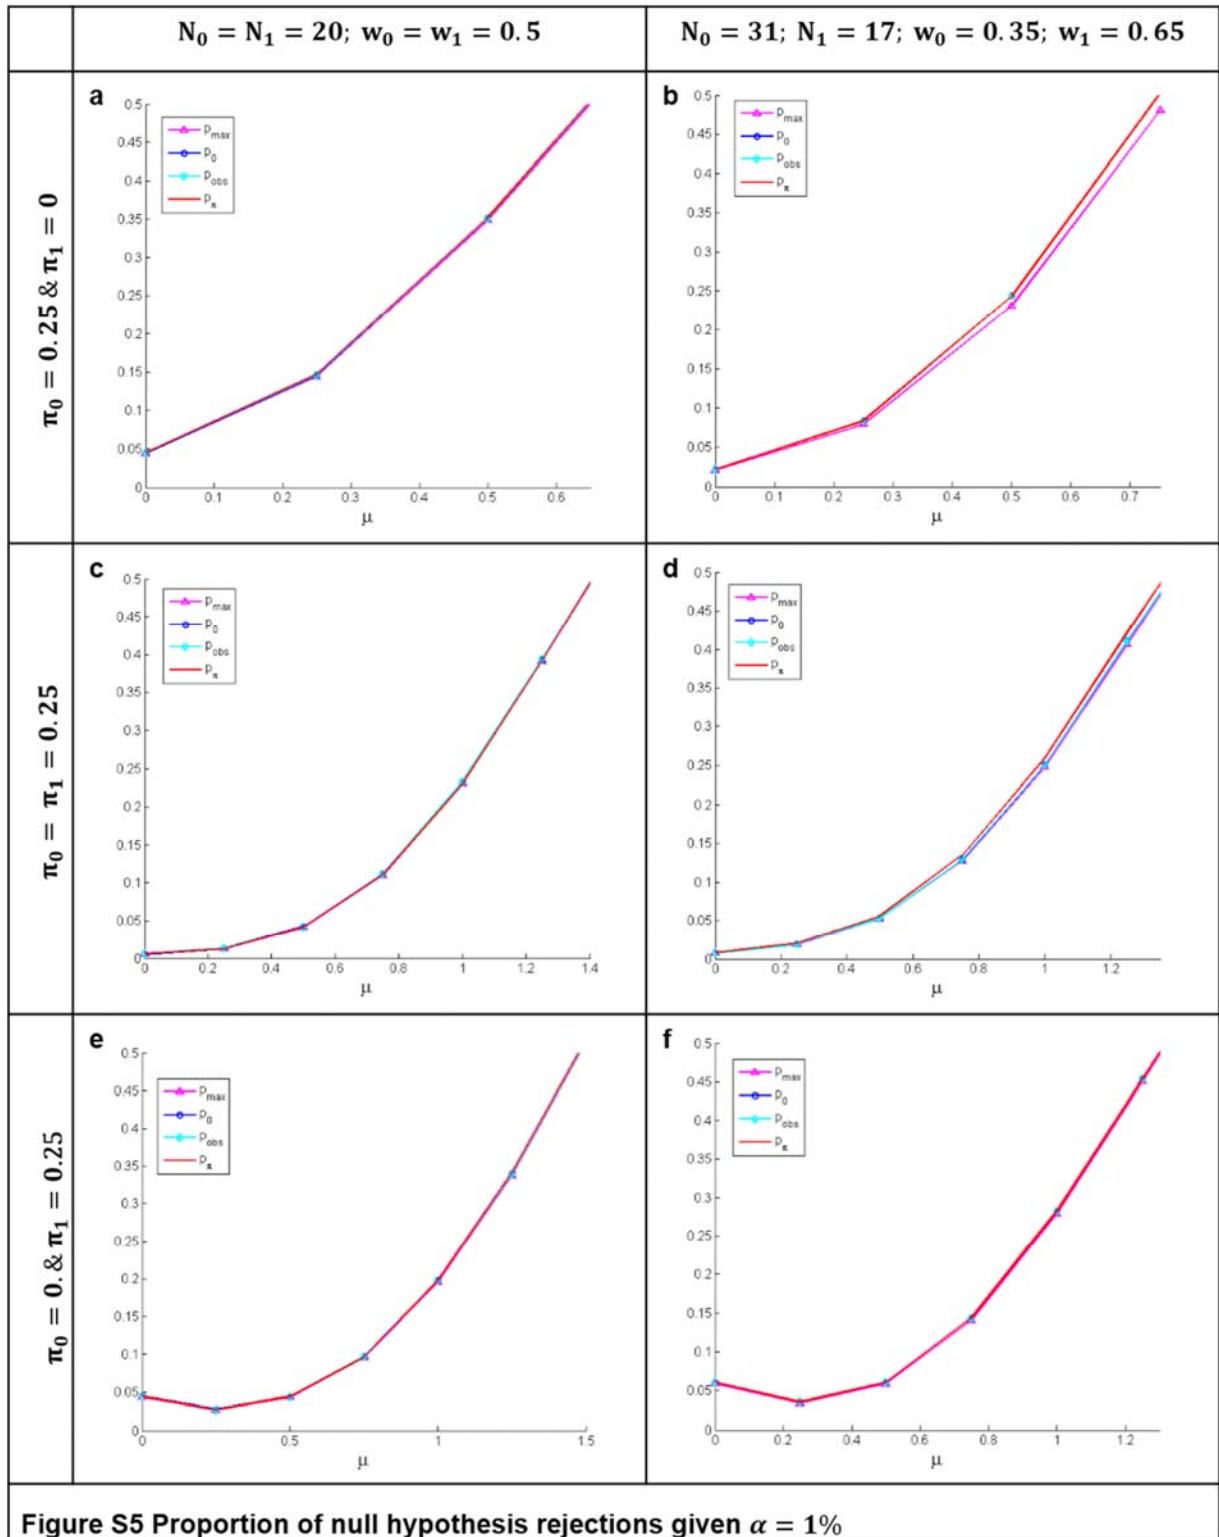 N₀ = N₁ = 20; w₀ = w₁ = 0.5
N₀ = 31; N₁ = 17; w₀ = 0.35; w₁ = 0.65
π₀ = 0.25 & π₁ = 0
a
0.5
0.45
0.4
0.35
0.3
0.25
0.2
0.15
0.1
0.05
0
p_max
p₀
p_obs
p_π
0 0.1 0.2 0.3 0.4 0.5 0.6
μ
b
0.5
0.45
0.4
0.35
0.3
0.25
0.2
0.15
0.1
0.05
0
p_max
p₀
p_obs
p_π
0 0.1 0.2 0.3 0.4 0.5 0.6 0.7
μ
π₀ = π₁ = 0.25
c
0.5
0.45
0.4
0.35
0.3
0.25
0.2
0.15
0.1
0.05
0
p_max
p₀
p_obs
p_π
0 0.2 0.4 0.6 0.8 1 1.2 1.4
μ
d
0.5
0.45
0.4
0.35
0.3
0.25
0.2
0.15
0.1
0.05
0
p_max
p₀
p_obs
p_π
0 0.2 0.4 0.6 0.8 1 1.2
μ
π₀ = 0. & π₁ = 0.25
e
0.5
0.45
0.4
0.35
0.3
0.25
0.2
0.15
0.1
0.05
0
p_max
p₀
p_obs
p_π
0 0.5 1 1.5
μ
f
0.5
0.45
0.4
0.35
0.3
0.25
0.2
0.15
0.1
0.05
0
p_max
p₀
p_obs
p_π
0 0.2 0.4 0.6 0.8 1 1.2
μ
Figure S5 Proportion of null hypothesis rejections given α = 1%